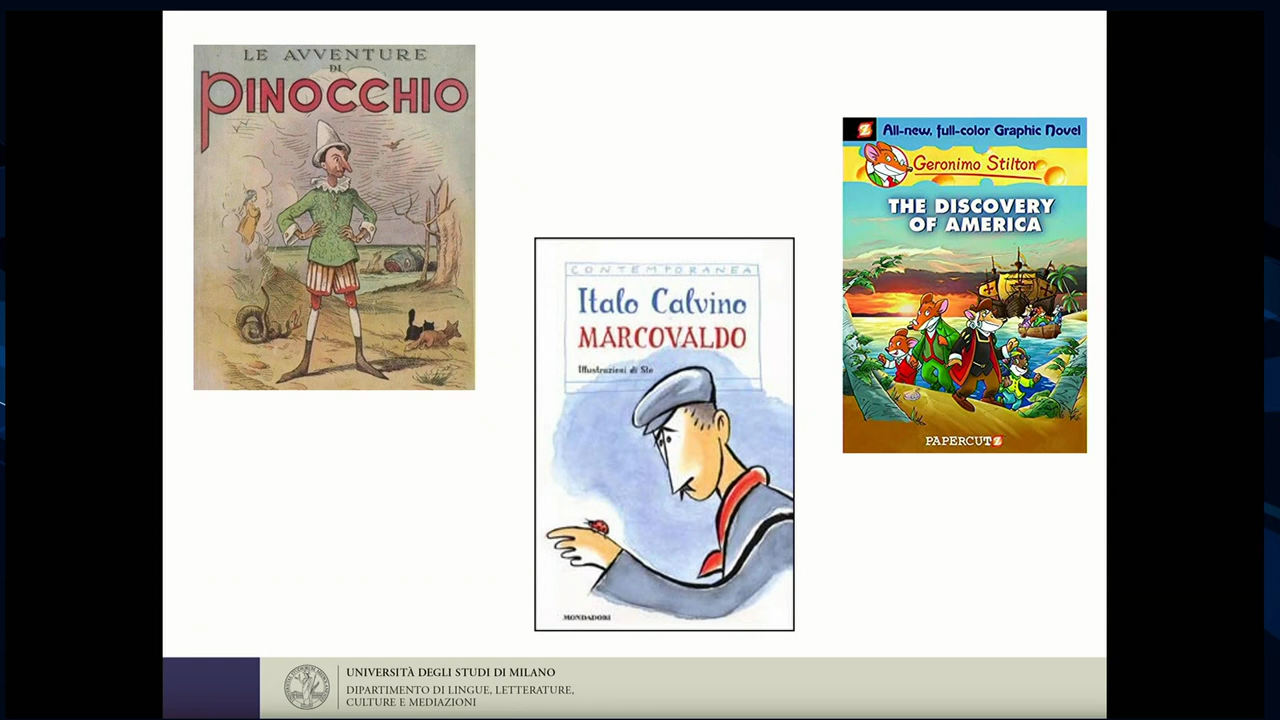 LE AVVENTURE
DI
PINOCCHIO
CONTEMPORANEA
Italo Calvino
MARCOVALDO
Illustrazioni di Sto
MONDADORI
All-new, full-color Graphic Novel
Geronimo Stilton
THE DISCOVERY
OF AMERICA
PAPERCUTZ
UNIVERSITÀ DEGLI STUDI DI MILANO
DIPARTIMENTO DI LINGUE, LETTERATURE,
CULTURE E MEDIAZIONI